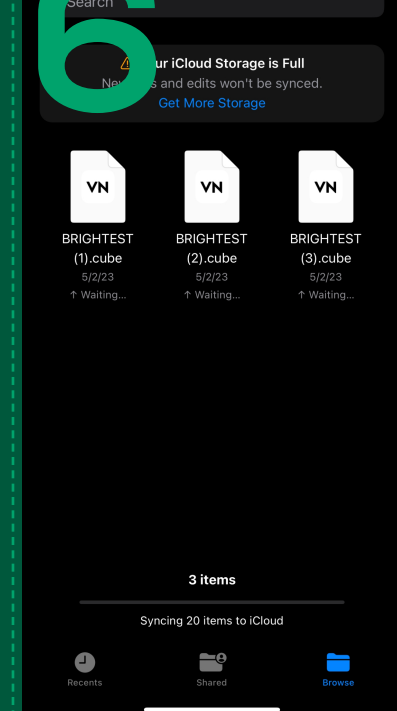 6
Search
ur iCloud Storage is Full
s and edits won't be synced.
Get More Storage
VN VN VN
BRIGHTEST BRIGHTEST BRIGHTEST
(1).cube (2).cube (3).cube
5/2/23 5/2/23 5/2/23
↑ Waiting... ↑ Waiting... ↑ Waiting...
3 items
Syncing 20 items to iCloud
Recents Shared Browse